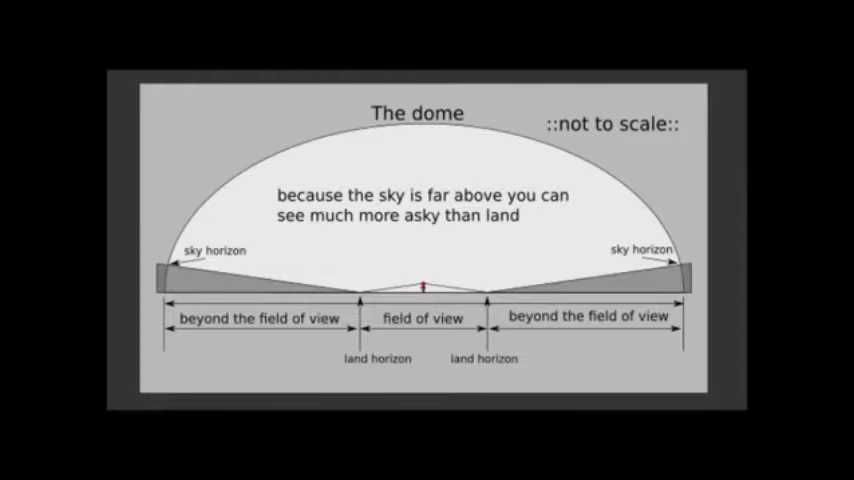 The dome
::not to scale::
because the sky is far above you can
see much more asky than land
sky horizon
sky horizon
beyond the field of view
field of view
beyond the field of view
land horizon
land horizon